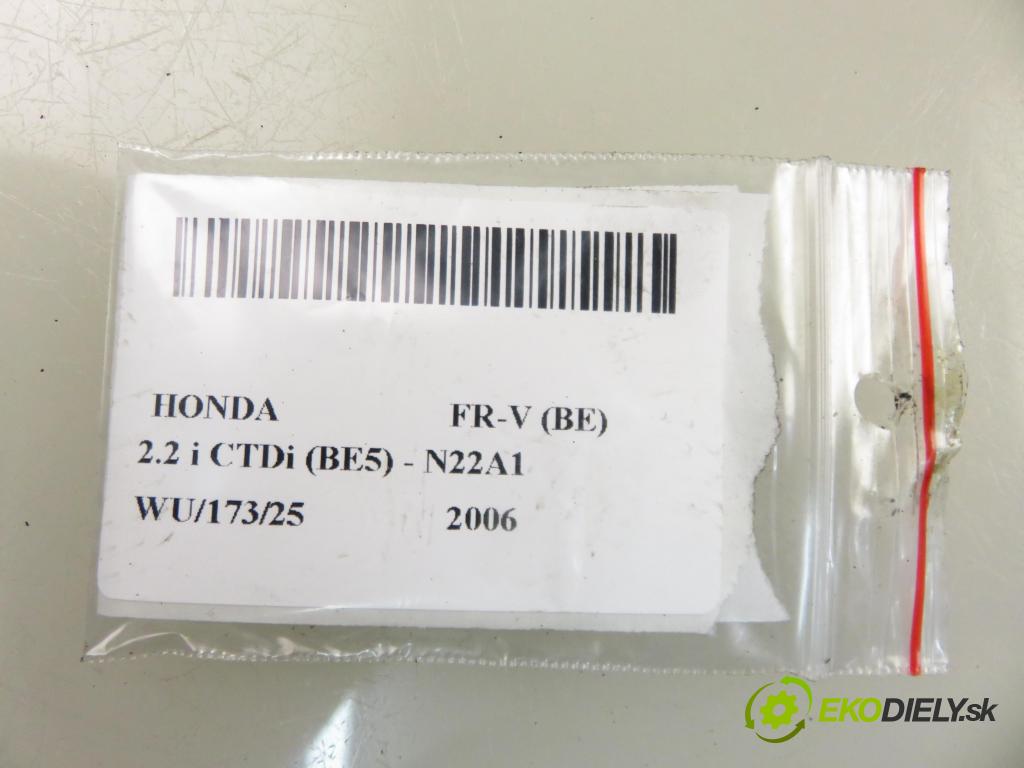 HONDA FR-V (BE)
2.2 i CTDi (BE5) - N22A1
WU/173/25 2006
EKODIELY.sk